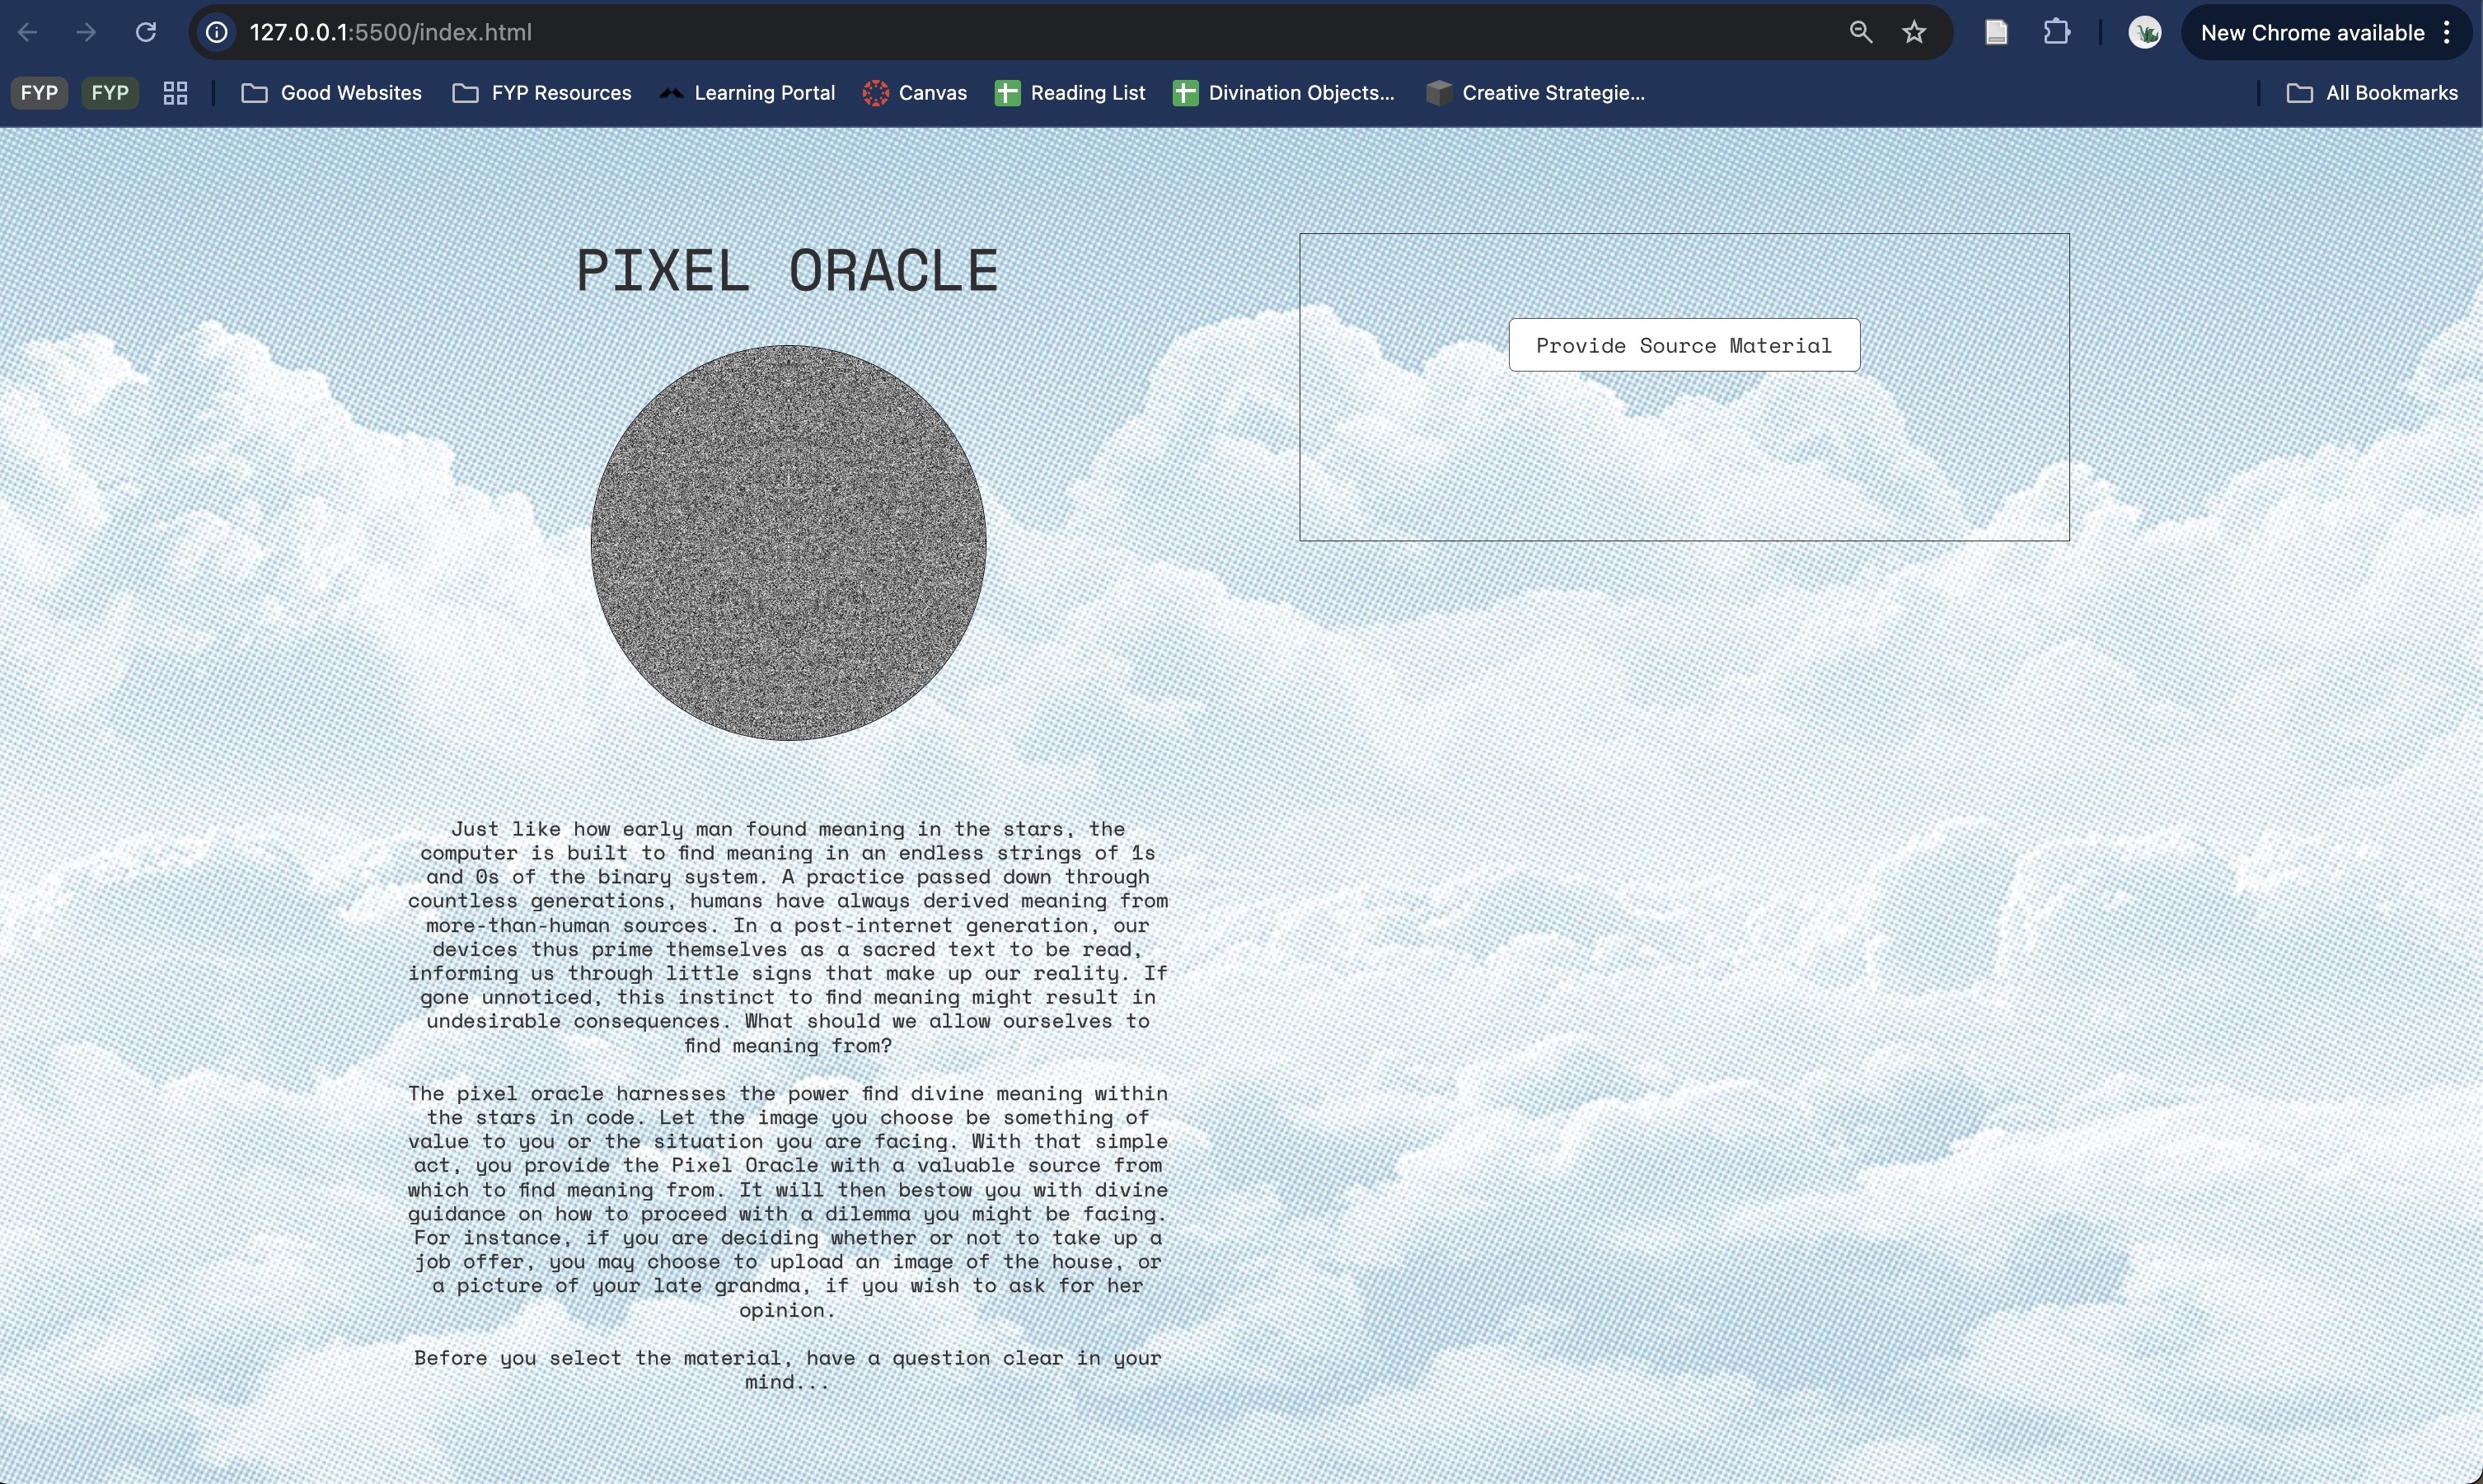 127.0.0.1:5500/index.html
New Chrome available
FYP
FYP
Good Websites
FYP Resources
Learning Portal
Canvas
Reading List
Divination Objects...
Creative Strategie...
All Bookmarks
PIXEL ORACLE
Just like how early man found meaning in the stars, the
computer is built to find meaning in an endless strings of 1s
and 0s of the binary system. A practice passed down through
countless generations, humans have always derived meaning from
more-than-human sources. In a post-internet generation, our
devices thus prime themselves as a sacred text to be read,
informing us through little signs that make up our reality. If
gone unnoticed, this instinct to find meaning might result in
undesirable consequences. What should we allow ourselves to
find meaning from?
The pixel oracle harnesses the power find divine meaning within
the stars in code. Let the image you choose be something of
value to you or the situation you are facing. With that simple
act, you provide the Pixel Oracle with a valuable source from
which to find meaning from. It will then bestow you with divine
guidance on how to proceed with a dilemma you might be facing.
For instance, if you are deciding whether or not to take up a
job offer, you may choose to upload an image of the house, or
a picture of your late grandma, if you wish to ask for her
opinion.
Before you select the material, have a question clear in your
mind...
Provide Source Material